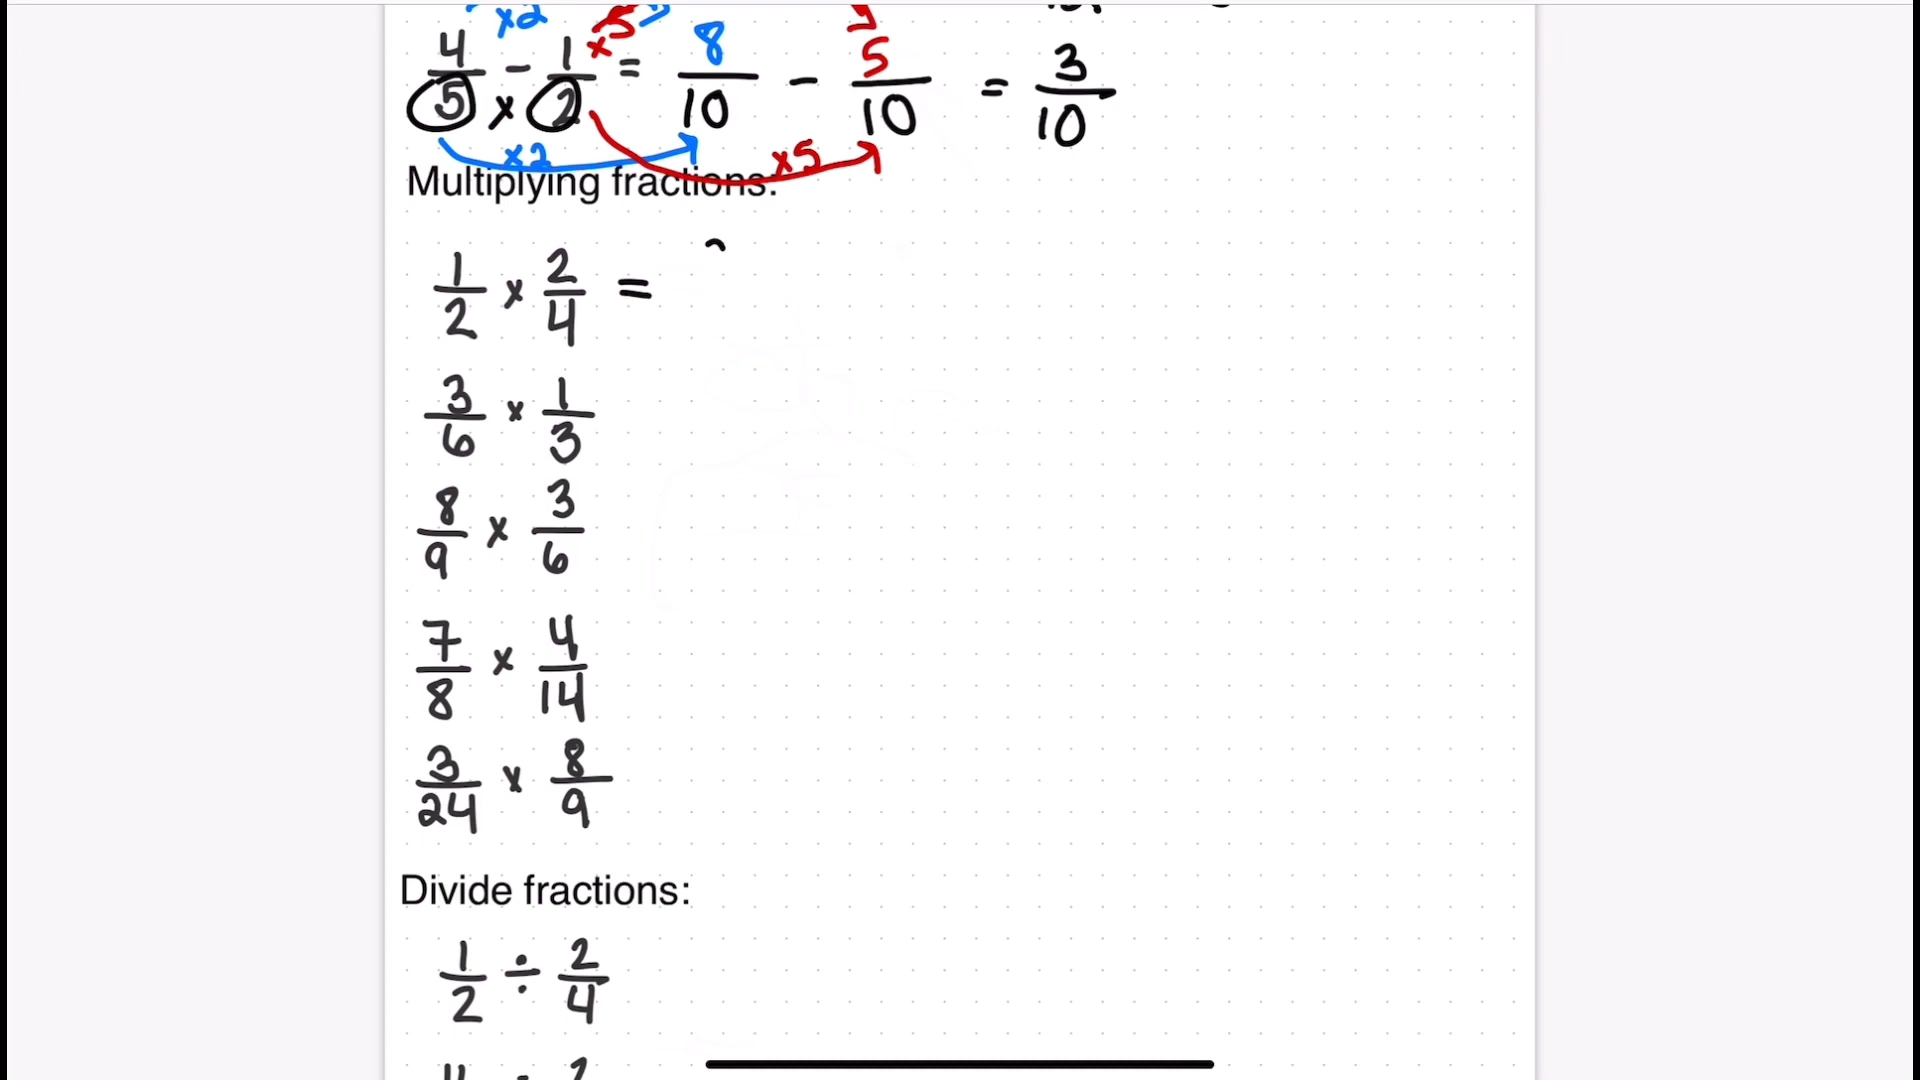 x2 x5
4/5 - 1/2 = 8/10 - 5/10 = 3/10
x
x2 x5
Multiplying fractions:
1/2 x 2/4 =
3/6 x 1/3
8/9 x 3/6
7/8 x 4/14
3/24 x 8/9
Divide fractions:
1/2 ÷ 2/4